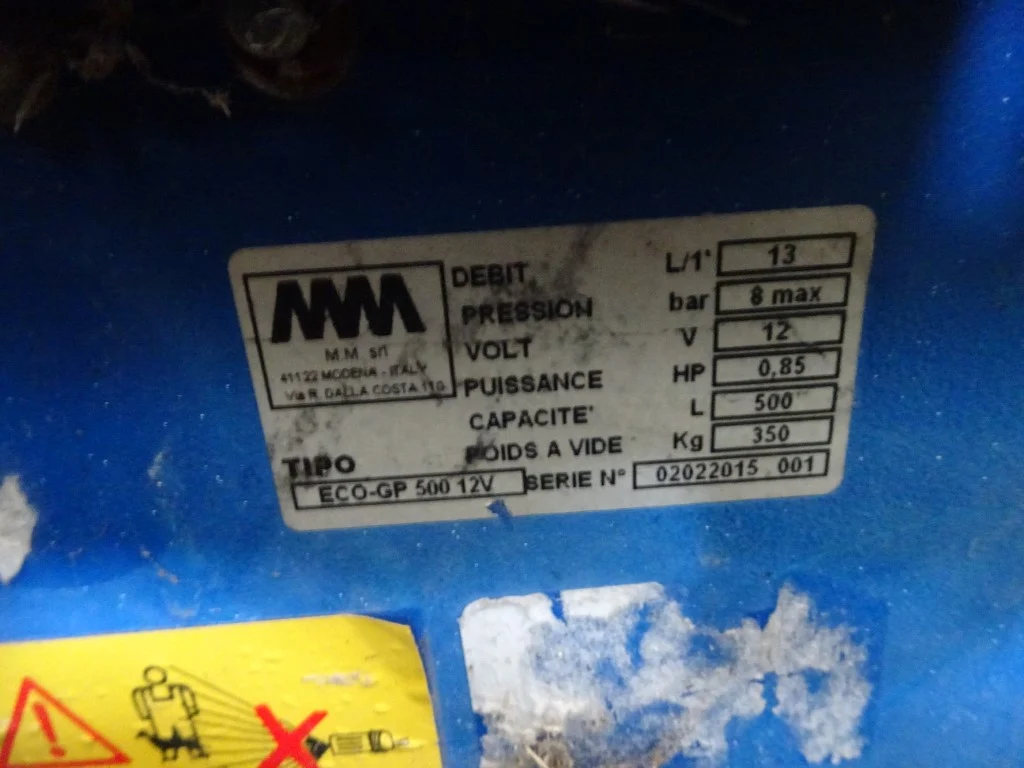 MM
M.M. srl
41122 MODENA - ITALY
Via R. DALLA COSTA 110
DEBIT L/1' 13
PRESSION bar 8 max
VOLT V 12
PUISSANCE HP 0,85
CAPACITE' L 500
POIDS A VIDE Kg 350
TIPO
ECO-GP 500 12V SERIE N° 02022015 001